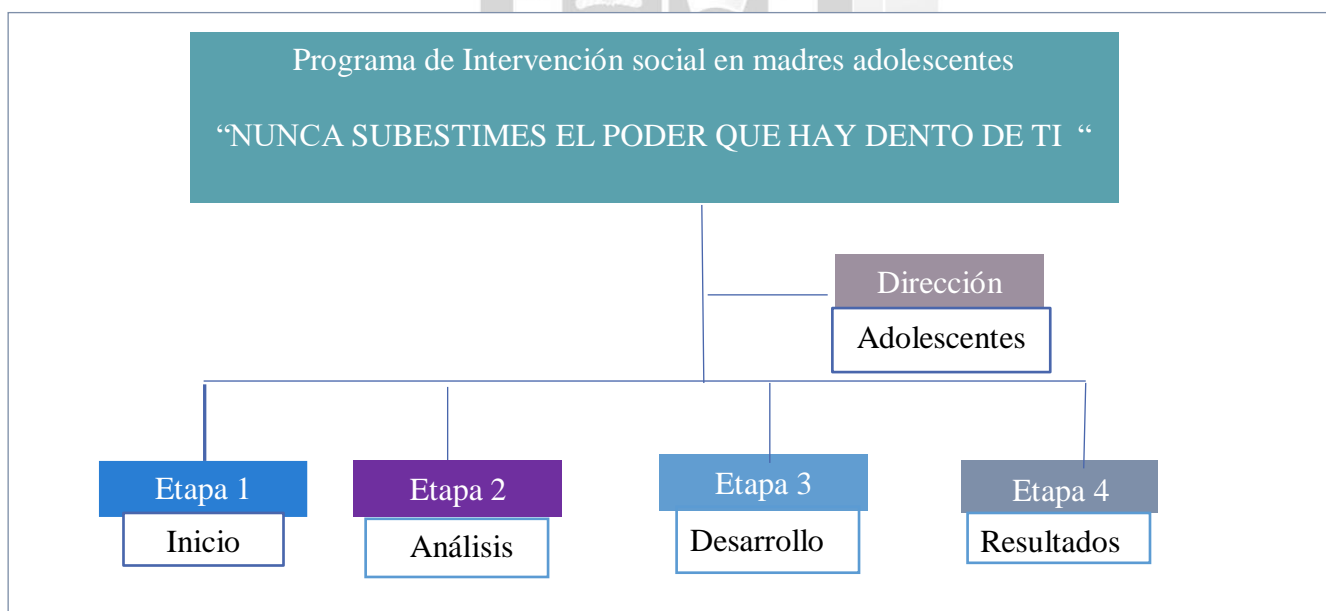 Programa de Intervención social en madres adolescentes
“NUNCA SUBESTIMES EL PODER QUE HAY DENTO DE TI “
Dirección
Adolescentes
Etapa 1
Inicio
Etapa 2
Análisis
Etapa 3
Desarrollo
Etapa 4
Resultados